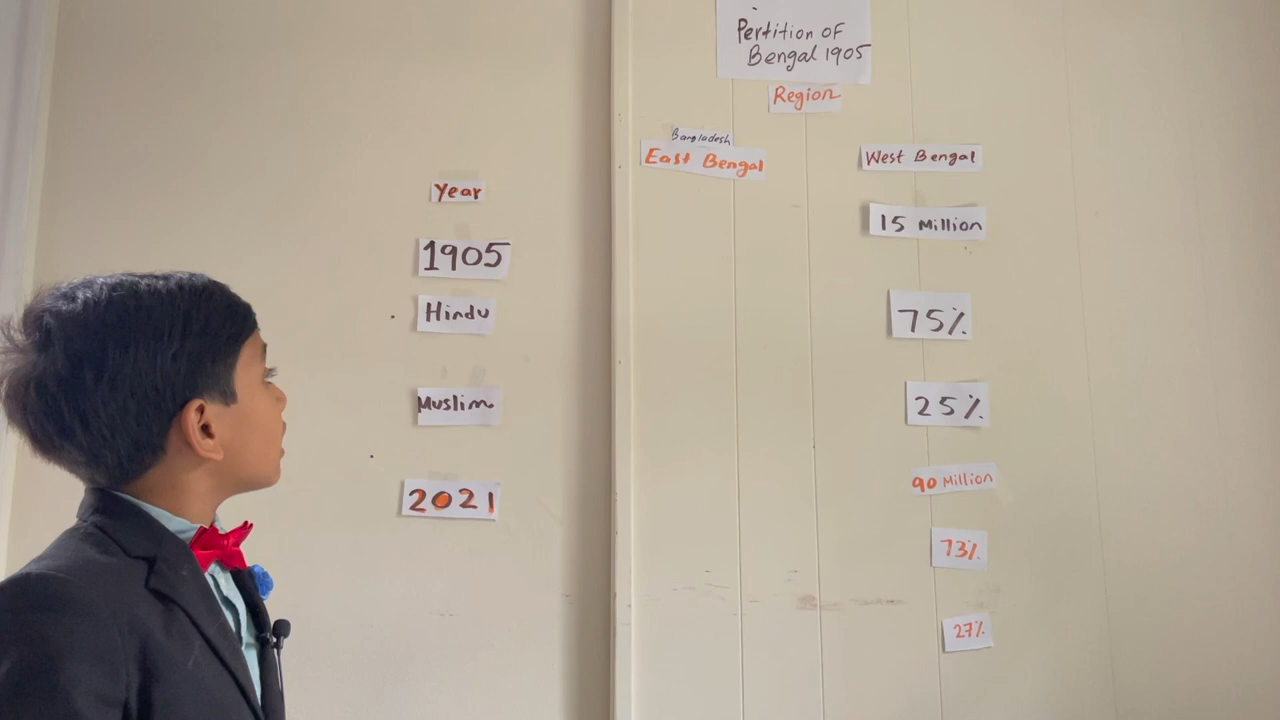 Pertition OF
Bengal 1905
Region
Bangladesh
East Bengal
West Bengal
Year
15 Million
1905
Hindu
75%
Muslim
25%
2021
90 Million
73%
27%